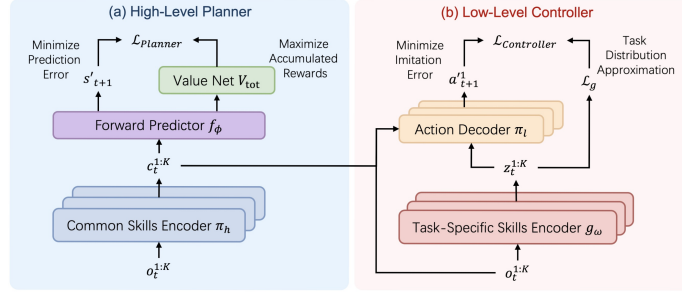 (a) High-Level Planner
Minimize
Prediction
Error
ℒ_Planner
Maximize
Accumulated
Rewards
s'_{t+1}
Value Net V_tot
Forward Predictor f_ϕ
c_t^{1:K}
Common Skills Encoder π_h
o_t^{1:K}
(b) Low-Level Controller
Minimize
Imitation
Error
ℒ_Controller
Task
Distribution
Approximation
a'^1_{t+1}
ℒ_g
Action Decoder π_l
z_t^{1:K}
Task-Specific Skills Encoder g_ω
o_t^{1:K}